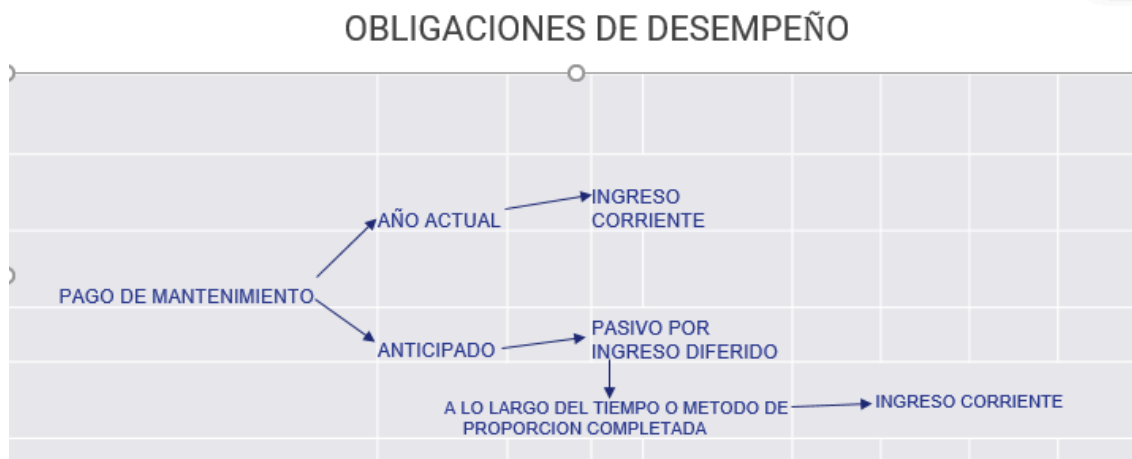 OBLIGACIONES DE DESEMPEÑO
INGRESO
CORRIENTE
AÑO ACTUAL
PAGO DE MANTENIMIENTO
PASIVO POR
INGRESO DIFERIDO
ANTICIPADO
A LO LARGO DEL TIEMPO O METODO DE
PROPORCION COMPLETADA
INGRESO CORRIENTE